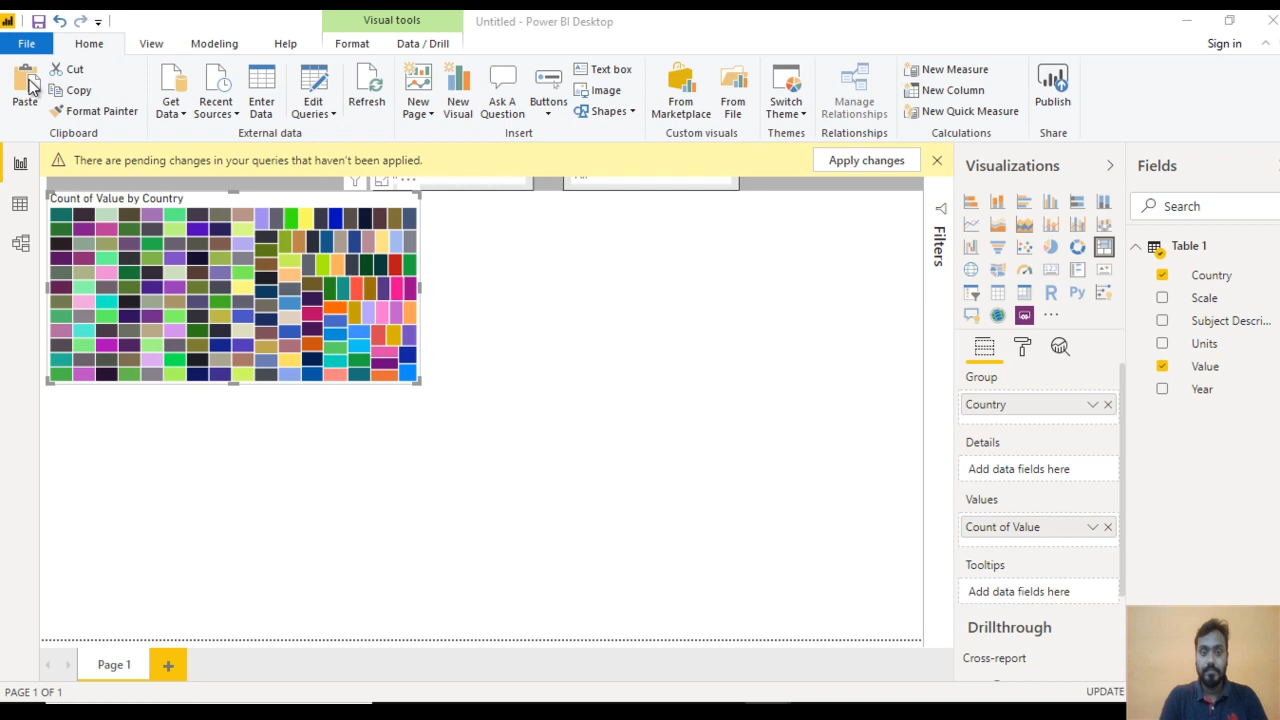 Visual tools
Untitled - Power BI Desktop
File
Home
View
Modeling
Help
Format
Data / Drill
Sign in
Paste
Cut
Copy
Format Painter
Clipboard
Get Data
Recent Sources
Enter Data
Edit Queries
Refresh
External data
New Page
New Visual
Ask A Question
Buttons
Text box
Image
Shapes
Insert
From Marketplace
From File
Custom visuals
Switch Theme
Themes
Manage Relationships
Relationships
New Measure
New Column
New Quick Measure
Calculations
Publish
Share
There are pending changes in your queries that haven't been applied.
Apply changes
Count of Value by Country
Filters
Visualizations
R
Py
Group
Country
Details
Add data fields here
Values
Count of Value
Tooltips
Add data fields here
Drillthrough
Cross-report
Fields
Search
Table 1
Country
Scale
Subject Descri...
Units
Value
Year
Page 1
PAGE 1 OF 1
UPDATE